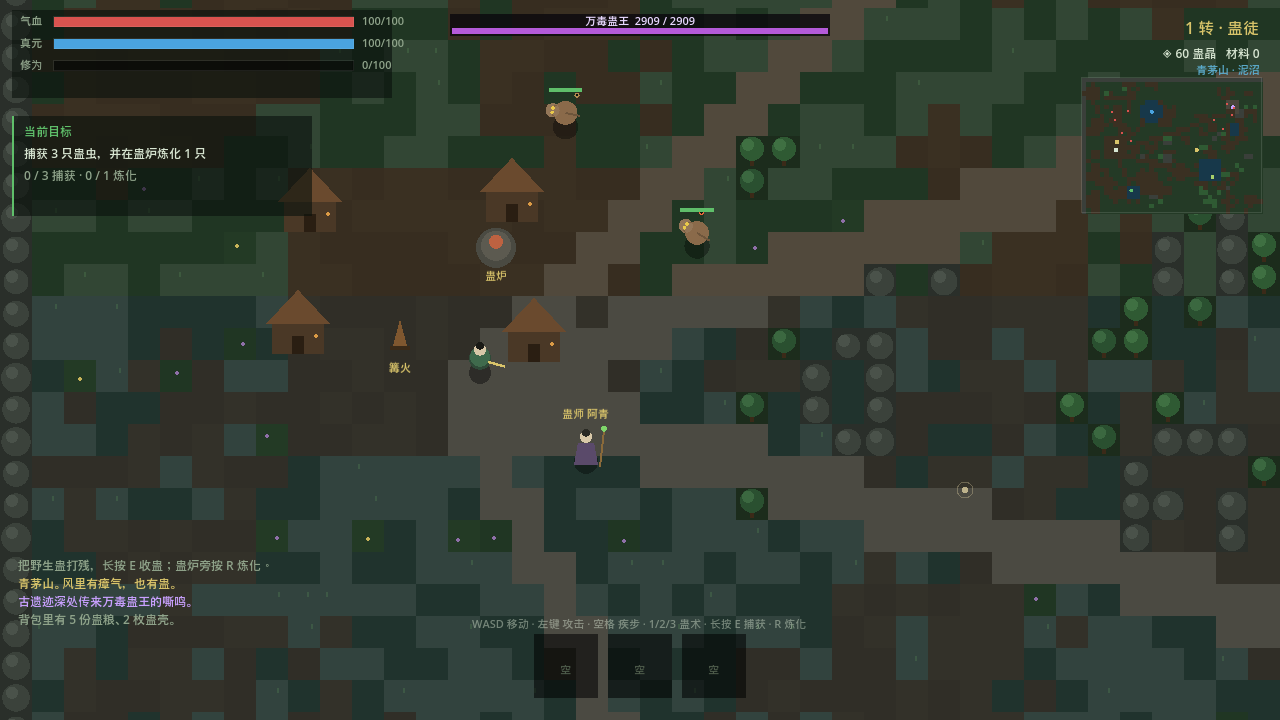 气血 100/100
真元 100/100
修为 0/100
万毒蛊王 2909 / 2909
1 转 · 蛊徒
◈ 60 蛊晶 材料 0
青茅山 · 泥沼
当前目标
捕获 3 只蛊虫，并在蛊炉炼化 1 只
0 / 3 捕获 · 0 / 1 炼化
蛊炉
篝火
蛊师 阿青
把野生蛊打残，长按 E 收蛊；蛊炉旁按 R 炼化。
青茅山。风里有瘴气，也有蛊。
古遗迹深处传来万毒蛊王的嘶鸣。
背包里有 5 份蛊粮、2 枚蛊壳。
WASD 移动 · 左键 攻击 · 空格 疾步 · 1/2/3 蛊术 · 长按 E 捕获 · R 炼化
空 空 空